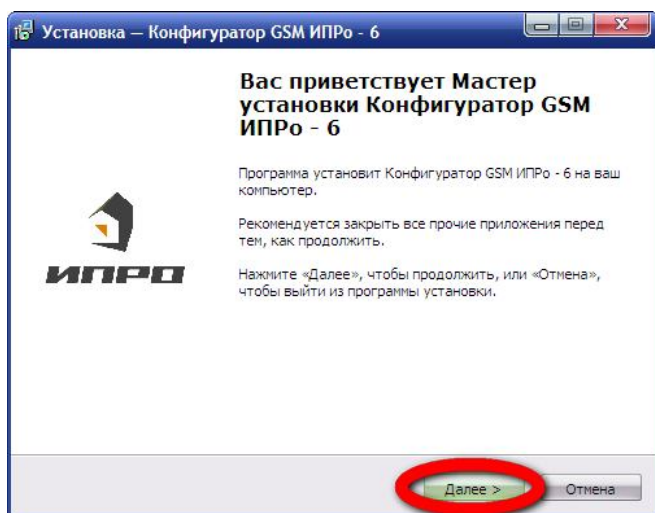 Установка — Конфигуратор GSM ИПРо - 6
Вас приветствует Мастер
установки Конфигуратор GSM
ИПРо - 6
Программа установит Конфигуратор GSM ИПРо - 6 на ваш
компьютер.
Рекомендуется закрыть все прочие приложения перед
тем, как продолжить.
Нажмите «Далее», чтобы продолжить, или «Отмена»,
чтобы выйти из программы установки.
ИПРО
Далее >
Отмена